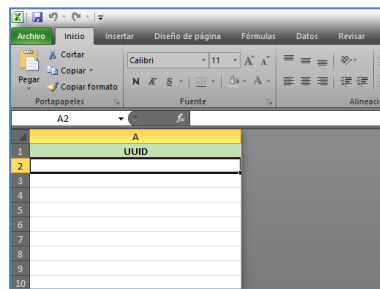 Archivo Inicio Insertar Diseño de página Fórmulas Datos Revisar
Cortar
Copiar
Copiar formato
Pegar
Calibri 11 A A
N K S A
Portapapeles Fuente Alineaci
A2 fx
A
1 UUID
2
3
4
5
6
7
8
9
10